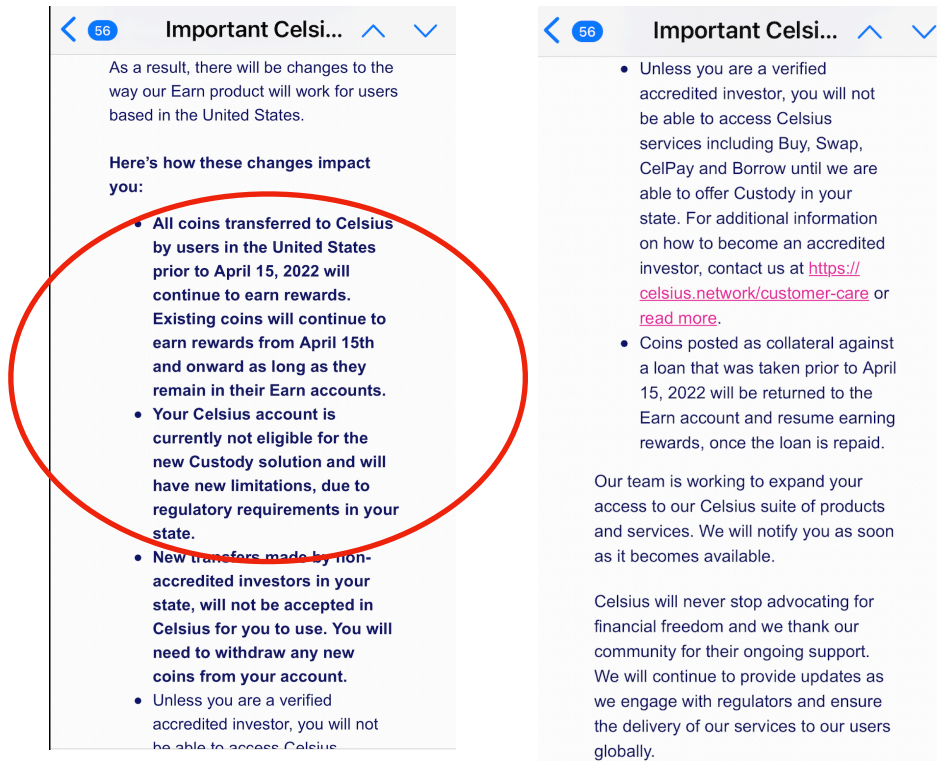 56
Important Celsi...
As a result, there will be changes to the
way our Earn product will work for users
based in the United States.
Here's how these changes impact
you:
• All coins transferred to Celsius
by users in the United States
prior to April 15, 2022 will
continue to earn rewards.
Existing coins will continue to
earn rewards from April 15th
and onward as long as they
remain in their Earn accounts.
• Your Celsius account is
currently not eligible for the
new Custody solution and will
have new limitations, due to
regulatory requirements in your
state.
• New transfers made by non-
accredited investors in your
state, will not be accepted in
Celsius for you to use. You will
need to withdraw any new
coins from your account.
• Unless you are a verified
accredited investor, you will not
be able to access Celsius
56
Important Celsi...
• Unless you are a verified
accredited investor, you will not
be able to access Celsius
services including Buy, Swap,
CelPay and Borrow until we are
able to offer Custody in your
state. For additional information
on how to become an accredited
investor, contact us at https://
celsius.network/customer-care or
read more.
• Coins posted as collateral against
a loan that was taken prior to April
15, 2022 will be returned to the
Earn account and resume earning
rewards, once the loan is repaid.
Our team is working to expand your
access to our Celsius suite of products
and services. We will notify you as soon
as it becomes available.
Celsius will never stop advocating for
financial freedom and we thank our
community for their ongoing support.
We will continue to provide updates as
we engage with regulators and ensure
the delivery of our services to our users
globally.